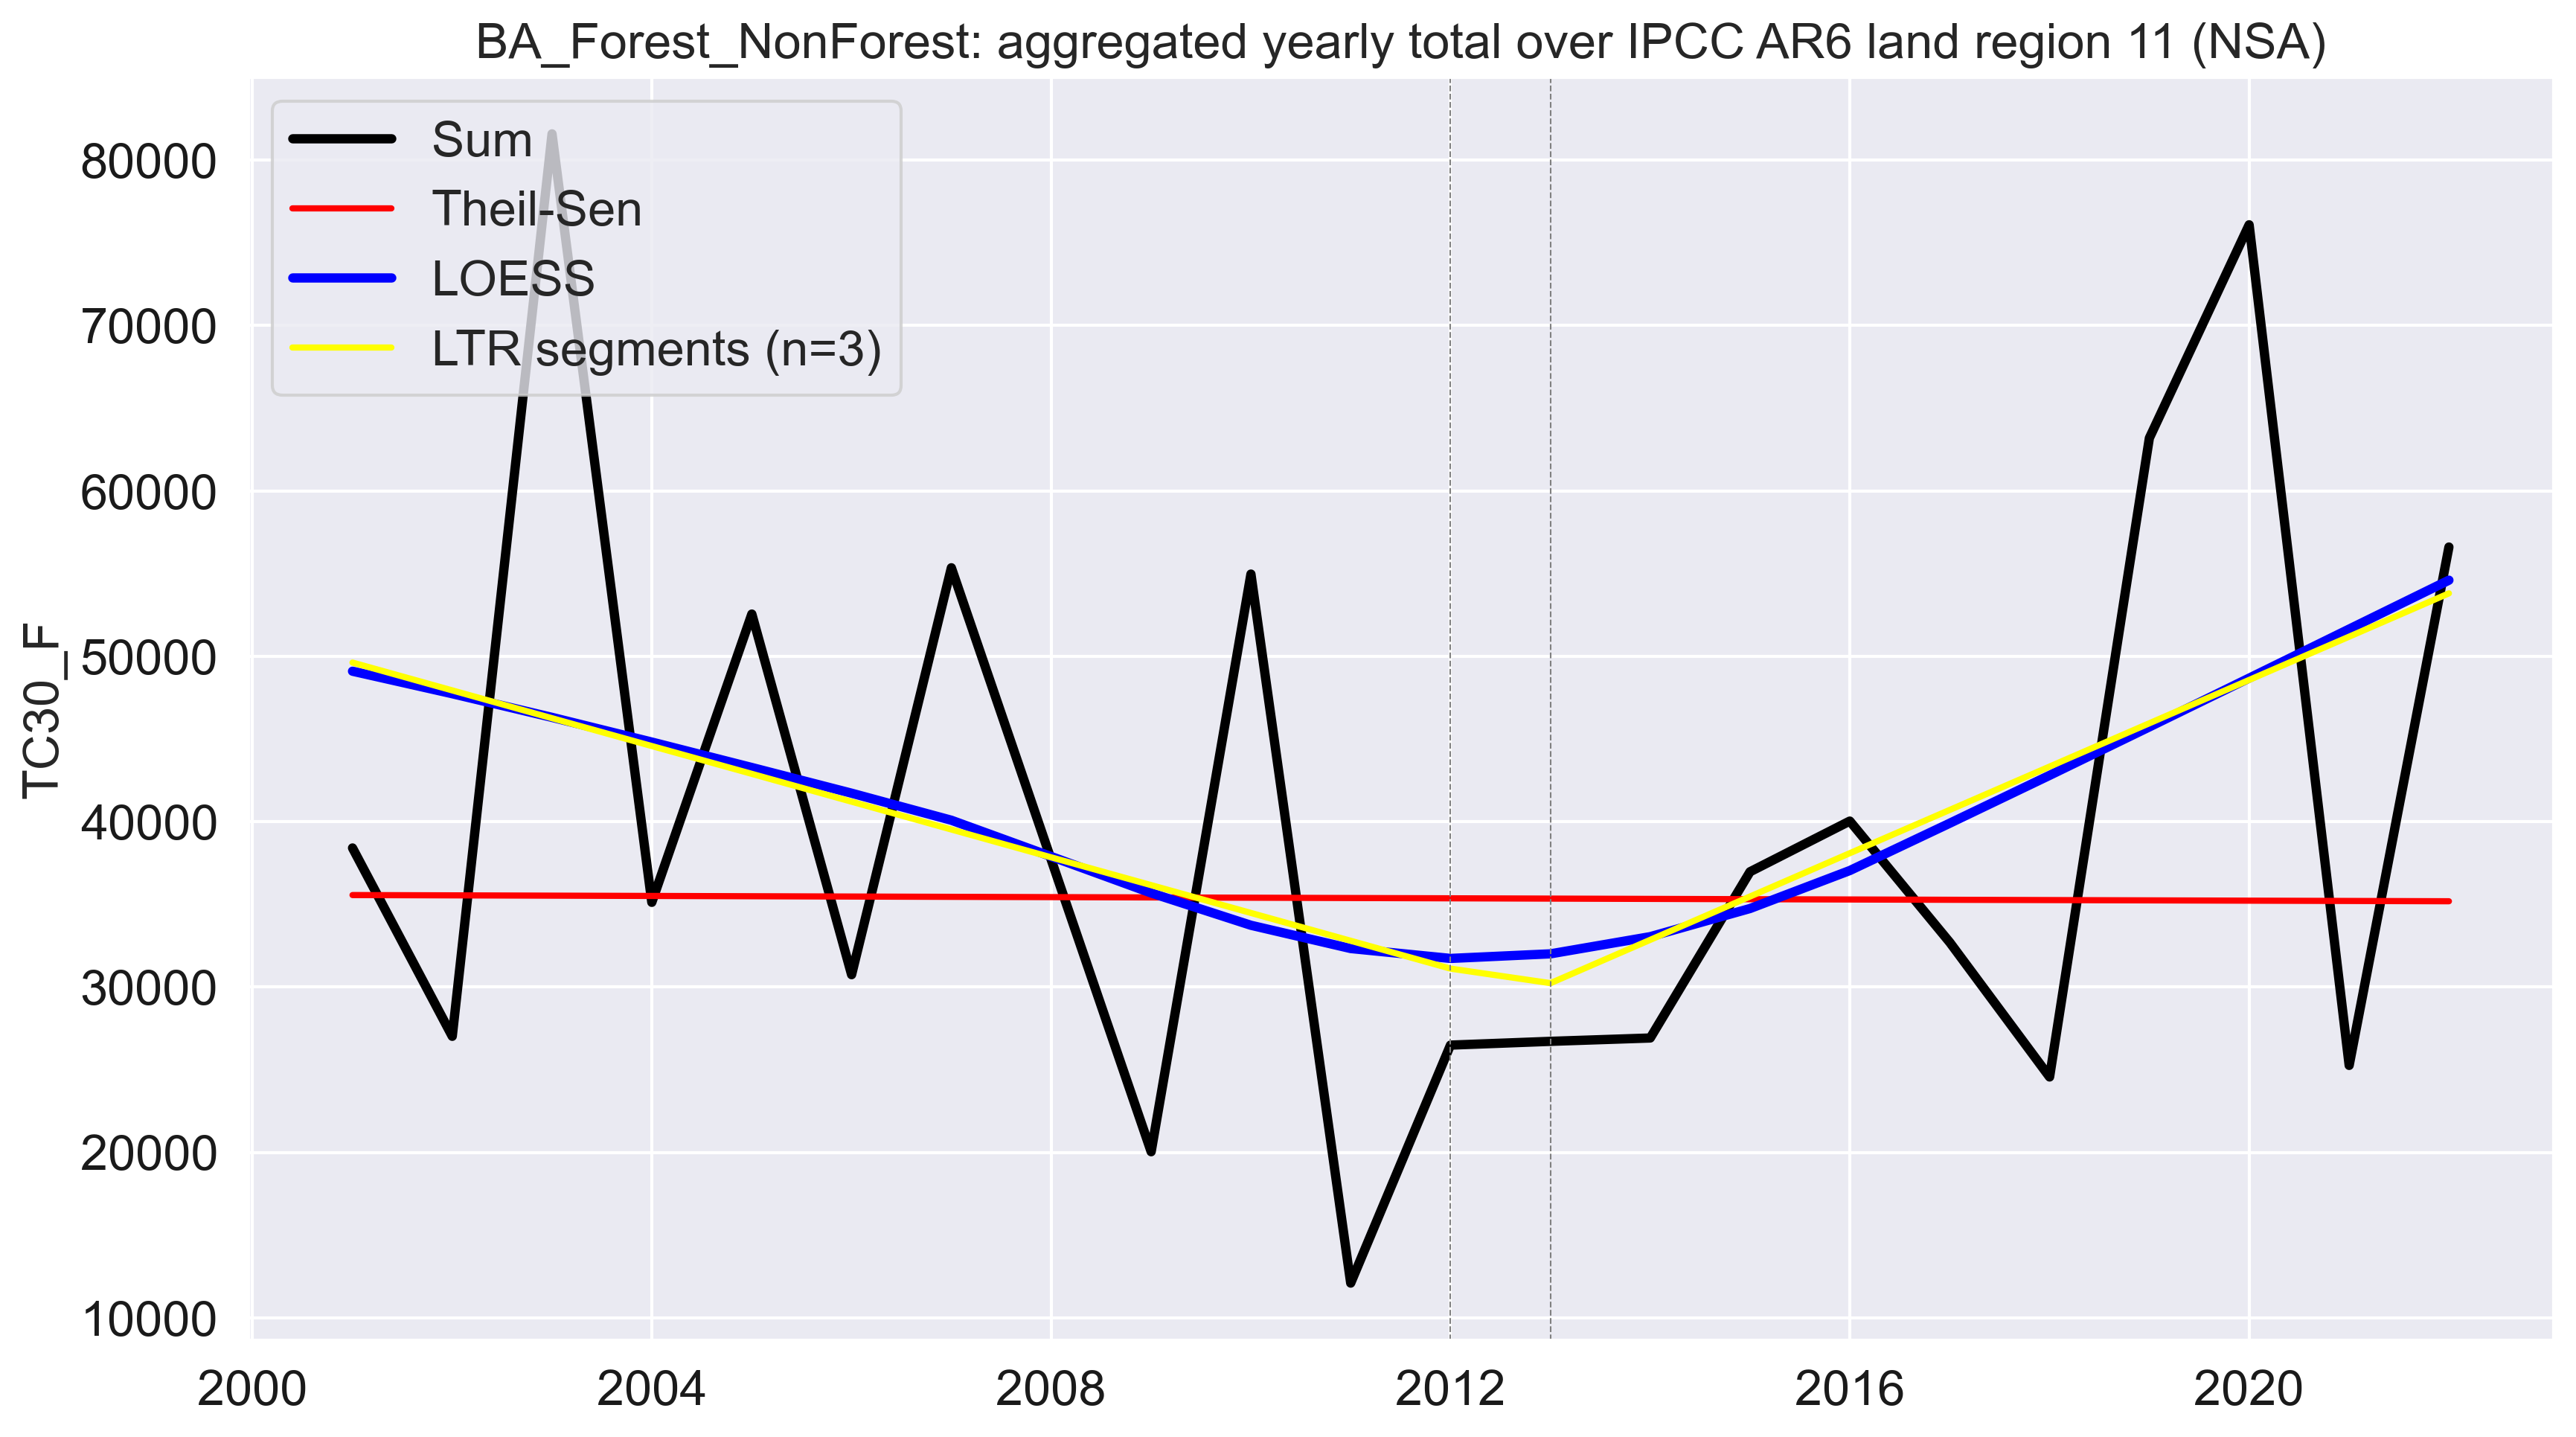 BA_Forest_NonForest: aggregated yearly total over IPCC AR6 land region 11 (NSA)
Sum
Theil-Sen
LOESS
LTR segments (n=3)
TC30_F
80000
70000
60000
50000
40000
30000
20000
10000
2000 2004 2008 2012 2016 2020